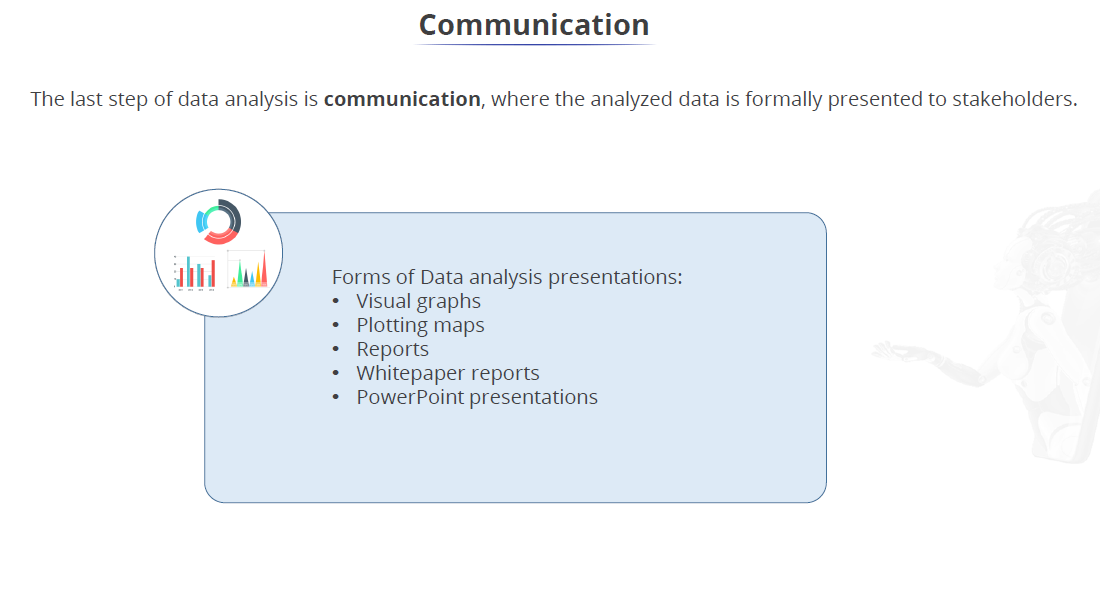 Communication
The last step of data analysis is communication, where the analyzed data is formally presented to stakeholders.
Forms of Data analysis presentations:
• Visual graphs
• Plotting maps
• Reports
• Whitepaper reports
• PowerPoint presentations